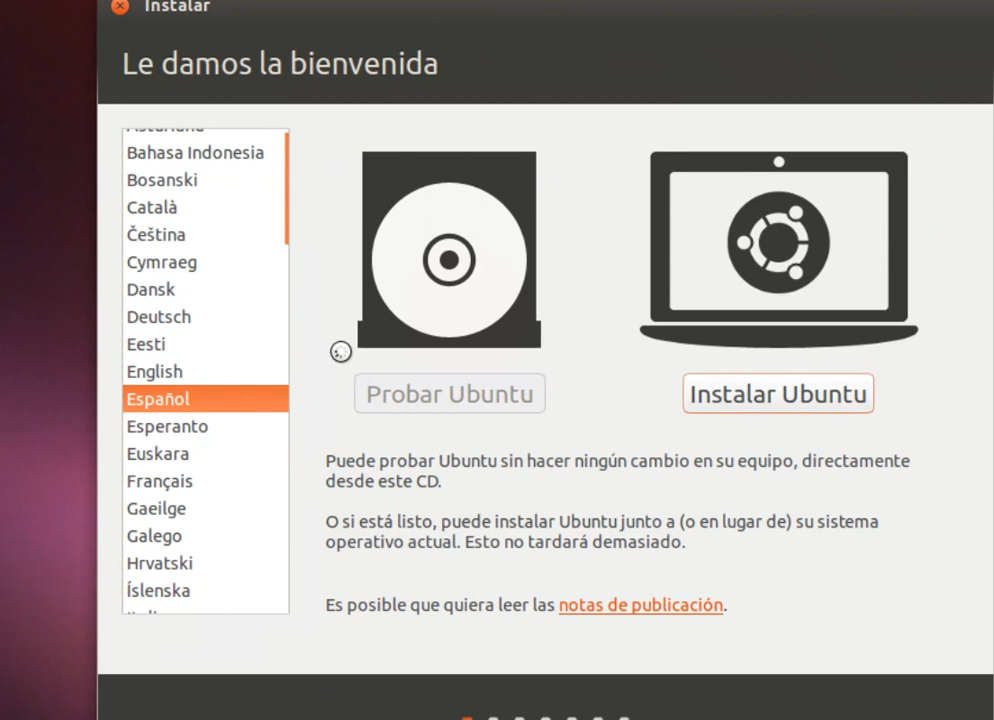 Instalar
Le damos la bienvenida
Asturianu
Bahasa Indonesia
Bosanski
Català
Čeština
Cymraeg
Dansk
Deutsch
Eesti
English
Español
Esperanto
Euskara
Français
Gaeilge
Galego
Hrvatski
Íslenska
Probar Ubuntu
Instalar Ubuntu
Puede probar Ubuntu sin hacer ningún cambio en su equipo, directamente
desde este CD.
O si está listo, puede instalar Ubuntu junto a (o en lugar de) su sistema
operativo actual. Esto no tardará demasiado.
Es posible que quiera leer las notas de publicación.